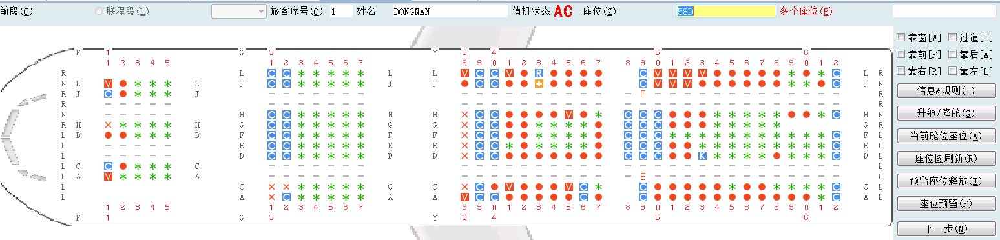 前段(C) 联程段(L) 旅客序号(Q) 1 姓名 DONGNAN 值机状态 AC 座位(Z) 58D 多个座位(B)
靠窗[W] 过道[I]
靠前[F] 靠后[A]
靠右[R] 靠左[L]
信息&规则(I)
升舱/降舱(G)
当前舱位座位(A)
座位图刷新(R)
预留座位释放(E)
座位预留(F)
下一步(N)
F 1 G 3 Y 3 4 5 6
1 2 3 4 5 1 2 3 4 5 6 7 8 9 0 1 2 3 4 5 6 7 8 9 0 1 2 3 4 5 6 7 8 9 0 1 2
R L C C * * * * * L L V C C V ● R ● ● ● ● C V V V V ● ● ● ● ● * ● * C L R
R L V ● * * * L J C C * * * * * J J ● C C ● ● + ● ● ● ● C V V V ● ● ● ● ● ● * * ● C J R
R J C ● * * * J - - - - - - - - - - - - - - - - - - E - - - - - - - - - - - - - R
R - - - - - - - - - - - - - - - - - - - - - - - - - - - - - - - - - - - - - R
R - - - - - H C C * * * * * H H × C C ● ● ● ● V ● * C C C ● ● ● * * * * * ● ● * C H R
R H × ● * * * H G C C * * * * * G G × C C ● ● * * * * ● C C C ● ● ● * * * * * G R
L D ● ● * * * D F C C * * * * * F F × C C ● ● * * * * ● C C C * * * * * * * * * * * C F L
L - - - - - E C C * * * * * E E × C C * ● * * * * ● C C C ● ● * * * * * * * * * C E L
L - - - - - D C C * * * * * D D × C C ● ● ● ● ● ● ● C C C ● ● K * * * * ● * * * C D L
L C C ● * * * C - - - - - - - - - - - - - - - - - - - - - - - - - - - - - - - - L
L A V * * * * A - - - - - - - - - - - - - - - - - - E - - - - - - - - - - - - - L
L C × × * * * * * C C × C ● V ● ● ● V C * C ● ● ● ● ● * ● ● * * * * C C L
L A × C * * * * * A A V C C ● ● ● ● ● C ● C ● ● ● ● ● ● ● ● ● ● ● * C A L
1 2 3 4 5 1 2 3 4 5 6 7 8 9 0 1 2 3 4 5 6 7 8 9 0 1 2 3 4 5 6 7 8 9 0 1 2
F 1 G 3 Y 3 4 5 6